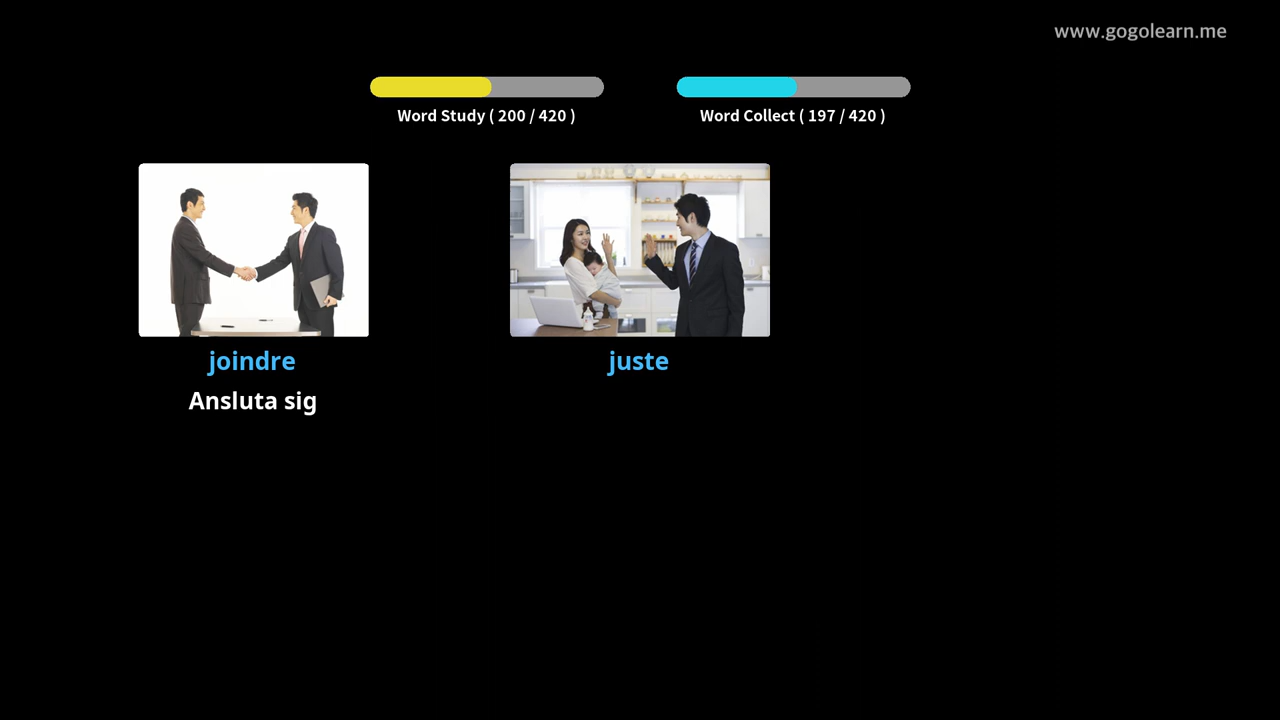 www.gogolearn.me
Word Study ( 200 / 420 )
Word Collect ( 197 / 420 )
joindre
juste
Ansluta sig